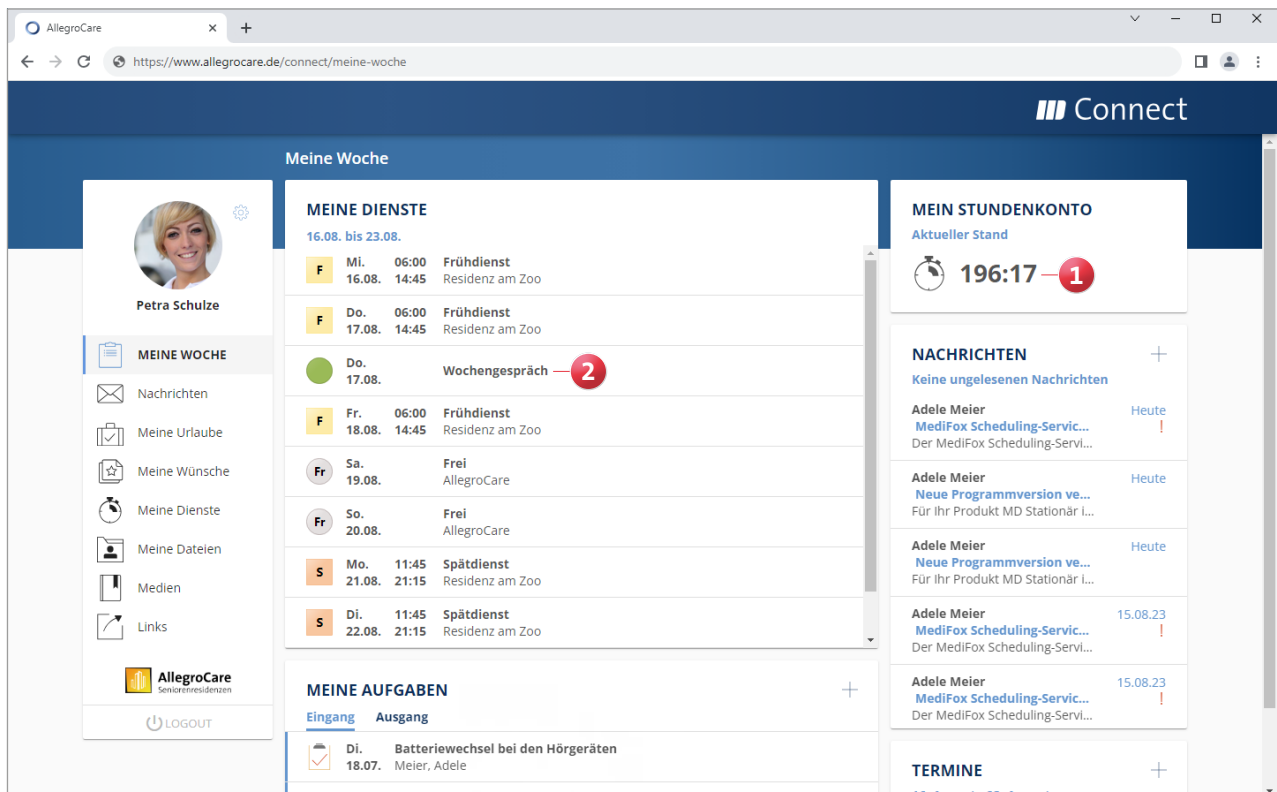 AllegroCare
https://www.allegrocare.de/connect/meine-woche
Connect
Meine Woche
Petra Schulze
MEINE WOCHE
Nachrichten
Meine Urlaube
Meine Wünsche
Meine Dienste
Meine Dateien
Medien
Links
AllegroCare
Seniorenresidenzen
LOGOUT
MEINE DIENSTE
16.08. bis 23.08.
F Mi. 06:00 Frühdienst
16.08. 14:45 Residenz am Zoo
F Do. 06:00 Frühdienst
17.08. 14:45 Residenz am Zoo
Do.
17.08. Wochengespräch 2
F Fr. 06:00 Frühdienst
18.08. 14:45 Residenz am Zoo
Fr Sa. Frei
19.08. AllegroCare
Fr So. Frei
20.08. AllegroCare
S Mo. 11:45 Spätdienst
21.08. 21:15 Residenz am Zoo
S Di. 11:45 Spätdienst
22.08. 21:15 Residenz am Zoo
MEINE AUFGABEN
Eingang Ausgang
Di. Batteriewechsel bei den Hörgeräten
18.07. Meier, Adele
MEIN STUNDENKONTO
Aktueller Stand
196:17 1
NACHRICHTEN
Keine ungelesenen Nachrichten
Adele Meier Heute
MediFox Scheduling-Servic... !
Der MediFox Scheduling-Servi...
Adele Meier Heute
Neue Programmversion ve...
Für Ihr Produkt MD Stationär i...
Adele Meier Heute
Neue Programmversion ve...
Für Ihr Produkt MD Stationär i...
Adele Meier 15.08.23
MediFox Scheduling-Servic... !
Der MediFox Scheduling-Servi...
Adele Meier 15.08.23
MediFox Scheduling-Servic... !
Der MediFox Scheduling-Servi...
TERMINE